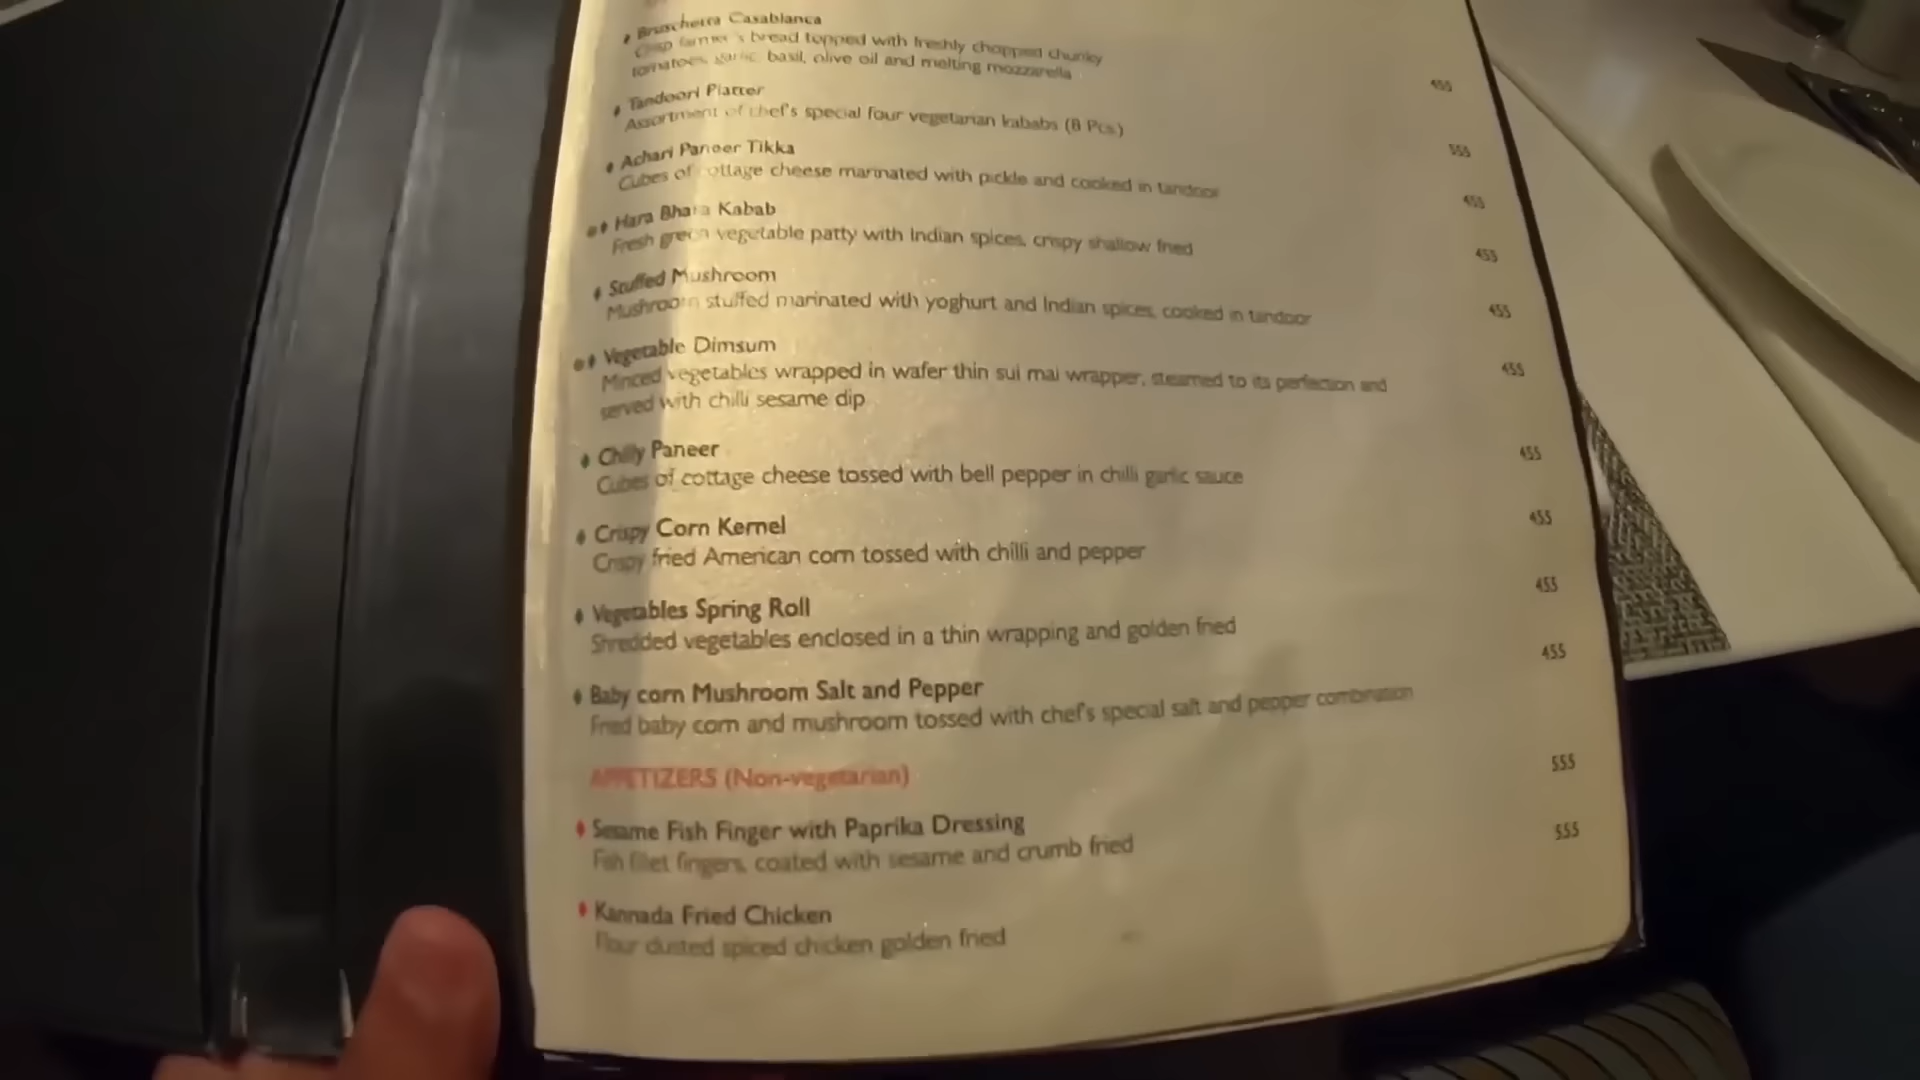 Bruschetta Casablanca
Crisp farmer's bread topped with freshly chopped chunky
tomatoes, garlic, basil, olive oil and melting mozzarella
455
Tandoori Platter
Assortment of chef's special four vegetarian kababs (8 Pcs.)
555
Achari Paneer Tikka
Cubes of cottage cheese marinated with pickle and cooked in tandoor
455
Hara Bhara Kabab
Fresh green vegetable patty with Indian spices, crispy shallow fried
455
Stuffed Mushroom
Mushroom stuffed marinated with yoghurt and Indian spices, cooked in tandoor
455
Vegetable Dimsum
Minced vegetables wrapped in wafer thin sui mai wrapper, steamed to its perfection and
served with chilli sesame dip
455
Chilly Paneer
Cubes of cottage cheese tossed with bell pepper in chilli garlic sauce
455
Crispy Corn Kernel
Crispy fried American corn tossed with chilli and pepper
455
Vegetables Spring Roll
Shredded vegetables enclosed in a thin wrapping and golden fried
455
Baby corn Mushroom Salt and Pepper
Fried baby corn and mushroom tossed with chef's special salt and pepper combination
455
APPETIZERS (Non-vegetarian)
Sesame Fish Finger with Paprika Dressing
Fish fillet fingers, coated with sesame and crumb fried
555
Kannada Fried Chicken
Flour dusted spiced chicken golden fried
555